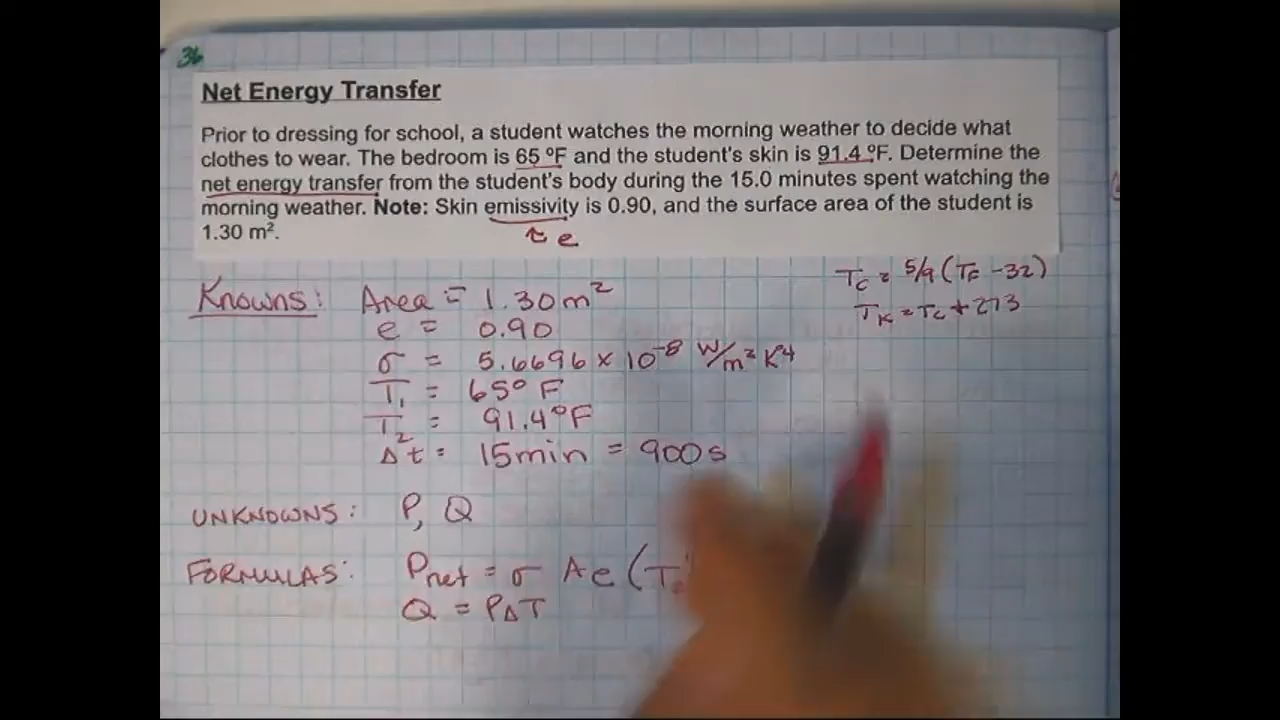 36
Net Energy Transfer
Prior to dressing for school, a student watches the morning weather to decide what
clothes to wear. The bedroom is 65 ºF and the student's skin is 91.4 ºF. Determine the
net energy transfer from the student's body during the 15.0 minutes spent watching the
morning weather. Note: Skin emissivity is 0.90, and the surface area of the student is
1.30 m².
e
Tc = 5/9 (TF - 32)
TK = Tc + 273
Knowns: Area = 1.30 m²
e = 0.90
σ = 5.6696 x 10⁻⁸ W/m² K⁴
T₁ = 65° F
T₂ = 91.4°F
Δt = 15min = 900s
UNKNOWNS: P, Q
FORMULAS: Pnet = σ Ae (T
Q = PΔT